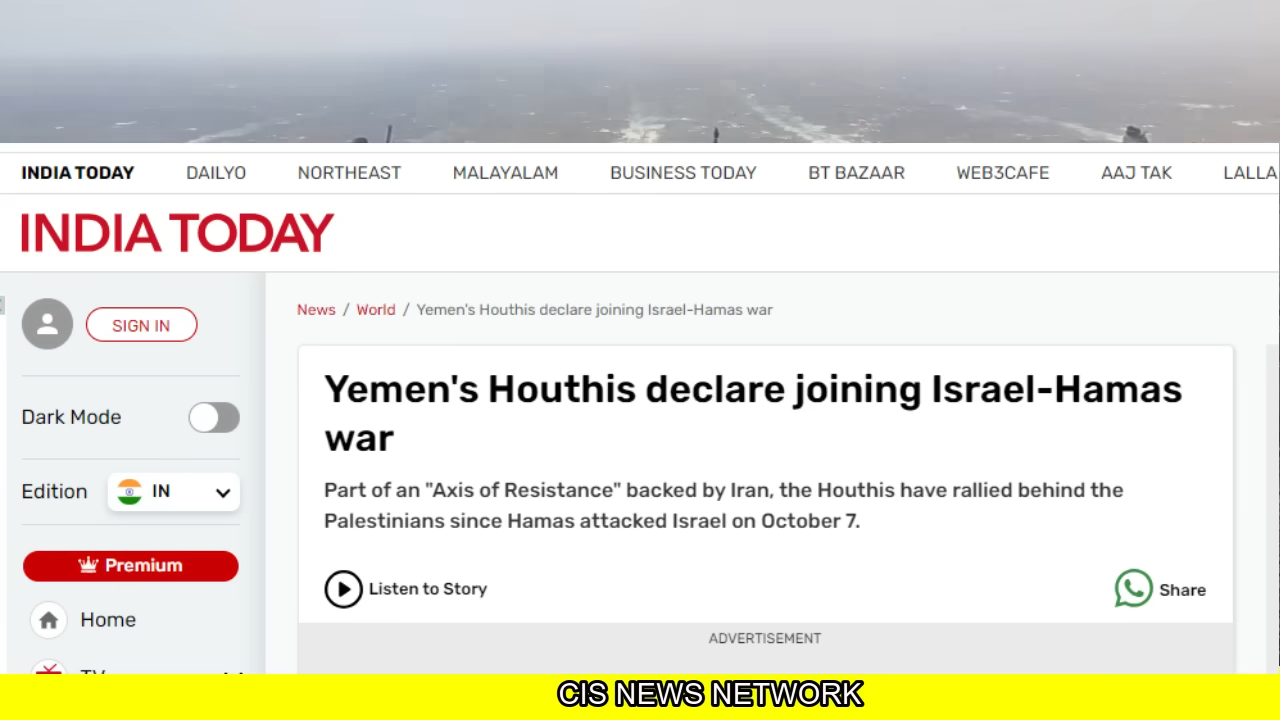 INDIA TODAY DAILYO NORTHEAST MALAYALAM BUSINESS TODAY BT BAZAAR WEB3CAFE AAJ TAK LALLA
INDIA TODAY
SIGN IN
News / World / Yemen's Houthis declare joining Israel-Hamas war
Yemen's Houthis declare joining Israel-Hamas
war
Dark Mode
Edition IN
Part of an "Axis of Resistance" backed by Iran, the Houthis have rallied behind the
Palestinians since Hamas attacked Israel on October 7.
Premium
Listen to Story
Share
Home
ADVERTISEMENT
TV
CIS NEWS NETWORK